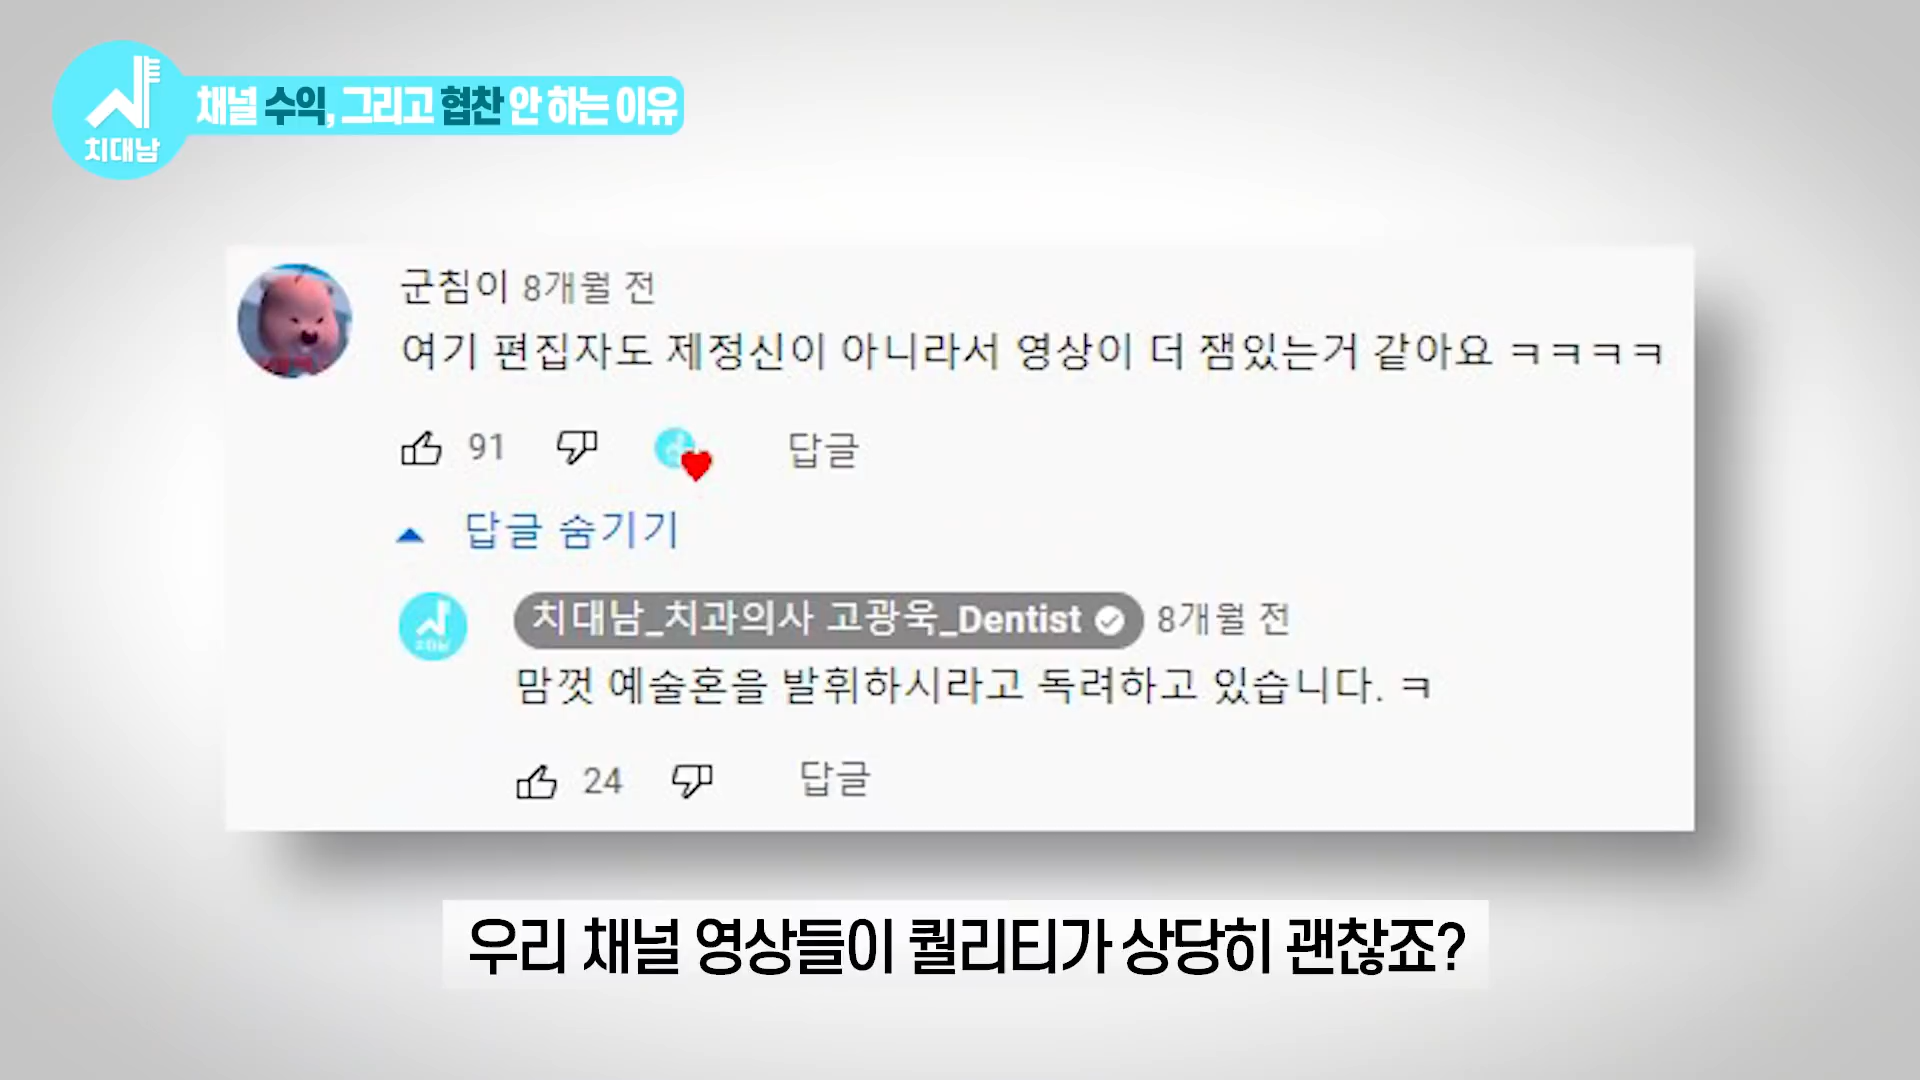 치대남
채널 수익, 그리고 협찬 안 하는 이유
군침이 8개월 전
여기 편집자도 제정신이 아니라서 영상이 더 잼있는거 같아요 ㅋㅋㅋㅋ
91 답글
답글 숨기기
치대남_치과의사 고광욱_Dentist 8개월 전
맘껏 예술혼을 발휘하시라고 독려하고 있습니다. ㅋ
24 답글
우리 채널 영상들이 퀄리티가 상당히 괜찮죠?